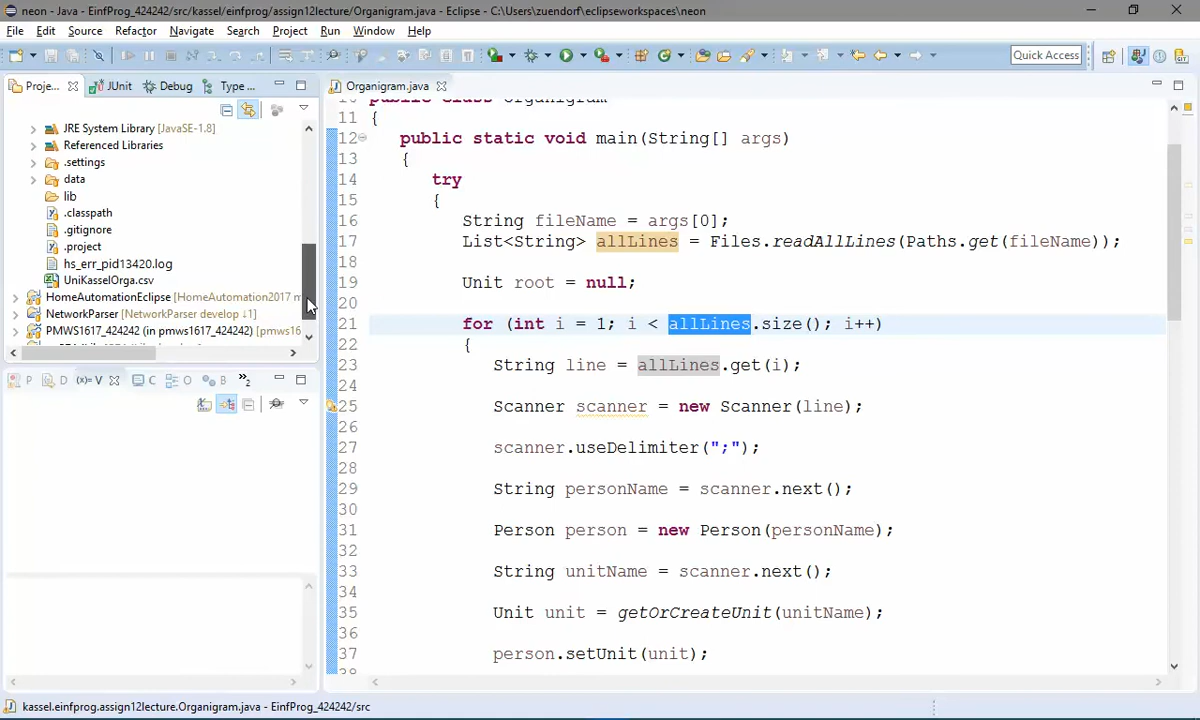 neon - Java - EinfProg_424242/src/kassel/einfprog/assign12lecture/Organigram.java - Eclipse - C:\Users\zuendorf\eclipseworkspaces\neon
File Edit Source Refactor Navigate Search Project Run Window Help
Quick Access
Proje... JUnit Debug Type ...
JRE System Library [JavaSE-1.8]
Referenced Libraries
.settings
data
lib
.classpath
.gitignore
.project
hs_err_pid13420.log
UniKasselOrga.csv
HomeAutomationEclipse [HomeAutomation2017 m
NetworkParser [NetworkParser develop ↓1]
PMWS1617_424242 (in pmws1617_424242) [pmws16
P D (x)= V C O B »2
Organigram.java
public class Organigram
11 {
12 public static void main(String[] args)
13 {
14 try
15 {
16 String fileName = args[0];
17 List<String> allLines = Files.readAllLines(Paths.get(fileName));
18
19 Unit root = null;
20
21 for (int i = 1; i < allLines.size(); i++)
22 {
23 String line = allLines.get(i);
24
25 Scanner scanner = new Scanner(line);
26
27 scanner.useDelimiter(";");
28
29 String personName = scanner.next();
30
31 Person person = new Person(personName);
32
33 String unitName = scanner.next();
34
35 Unit unit = getOrCreateUnit(unitName);
36
37 person.setUnit(unit);
kassel.einfprog.assign12lecture.Organigram.java - EinfProg_424242/src